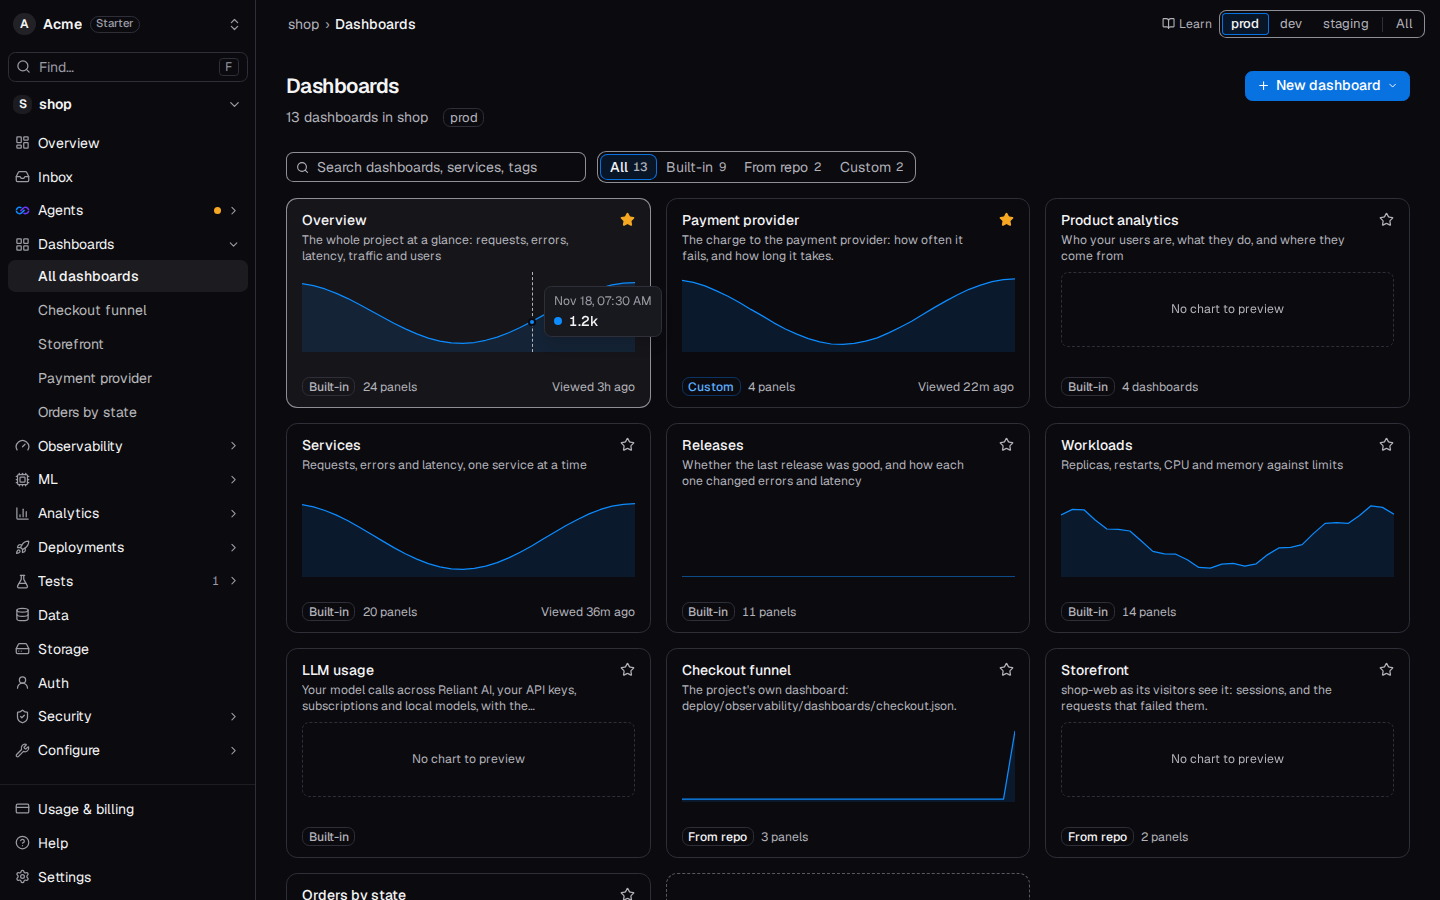 A Acme Starter
Find... F
S shop
Overview
Inbox
Agents
Dashboards
All dashboards
Checkout funnel
Storefront
Payment provider
Orders by state
Observability
ML
Analytics
Deployments
Tests 1
Data
Storage
Auth
Security
Configure
Usage & billing
Help
Settings
shop › Dashboards
Learn prod dev staging All
Dashboards
New dashboard
13 dashboards in shop prod
Search dashboards, services, tags
All 13 Built-in 9 From repo 2 Custom 2
Overview
The whole project at a glance: requests, errors,
latency, traffic and users
Nov 18, 07:30 AM
1.2k
Built-in 24 panels Viewed 3h ago
Payment provider
The charge to the payment provider: how often it
fails, and how long it takes.
Custom 4 panels Viewed 22m ago
Product analytics
Who your users are, what they do, and where they
come from
No chart to preview
Built-in 4 dashboards
Services
Requests, errors and latency, one service at a time
Built-in 20 panels Viewed 36m ago
Releases
Whether the last release was good, and how each
one changed errors and latency
Built-in 11 panels
Workloads
Replicas, restarts, CPU and memory against limits
Built-in 14 panels
LLM usage
Your model calls across Reliant AI, your API keys,
subscriptions and local models, with the...
No chart to preview
Built-in
Checkout funnel
The project's own dashboard:
deploy/observability/dashboards/checkout.json.
From repo 3 panels
Storefront
shop-web as its visitors see it: sessions, and the
requests that failed them.
No chart to preview
From repo 2 panels
Orders by state